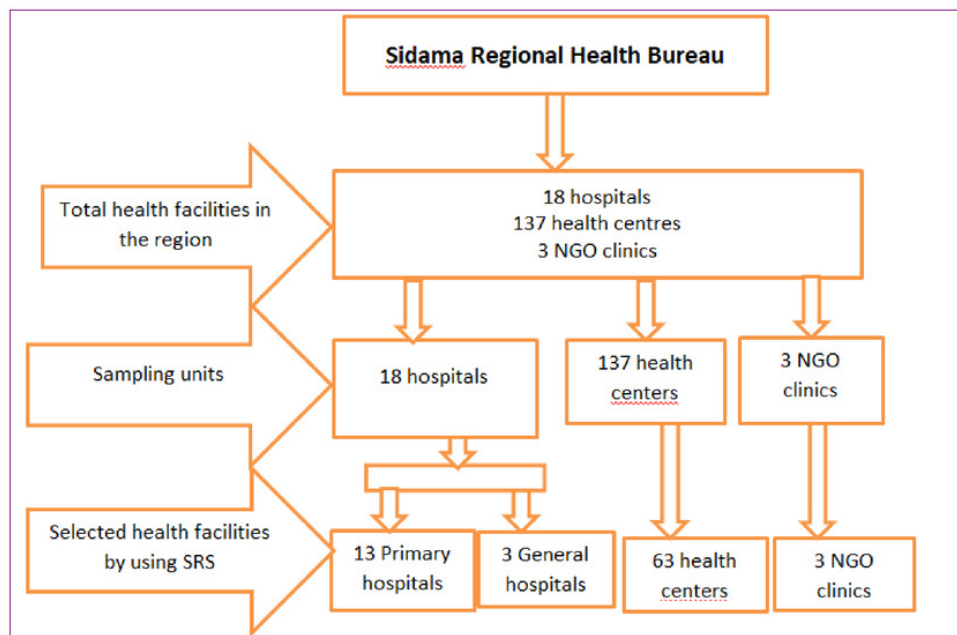 Sidama Regional Health Bureau
Total health facilities in
the region
18 hospitals
137 health centres
3 NGO clinics
Sampling units
18 hospitals
137 health
centers
3 NGO
clinics
Selected health facilities
by using SRS
13 Primary
hospitals
3 General
hospitals
63 health
centers
3 NGO
clinics